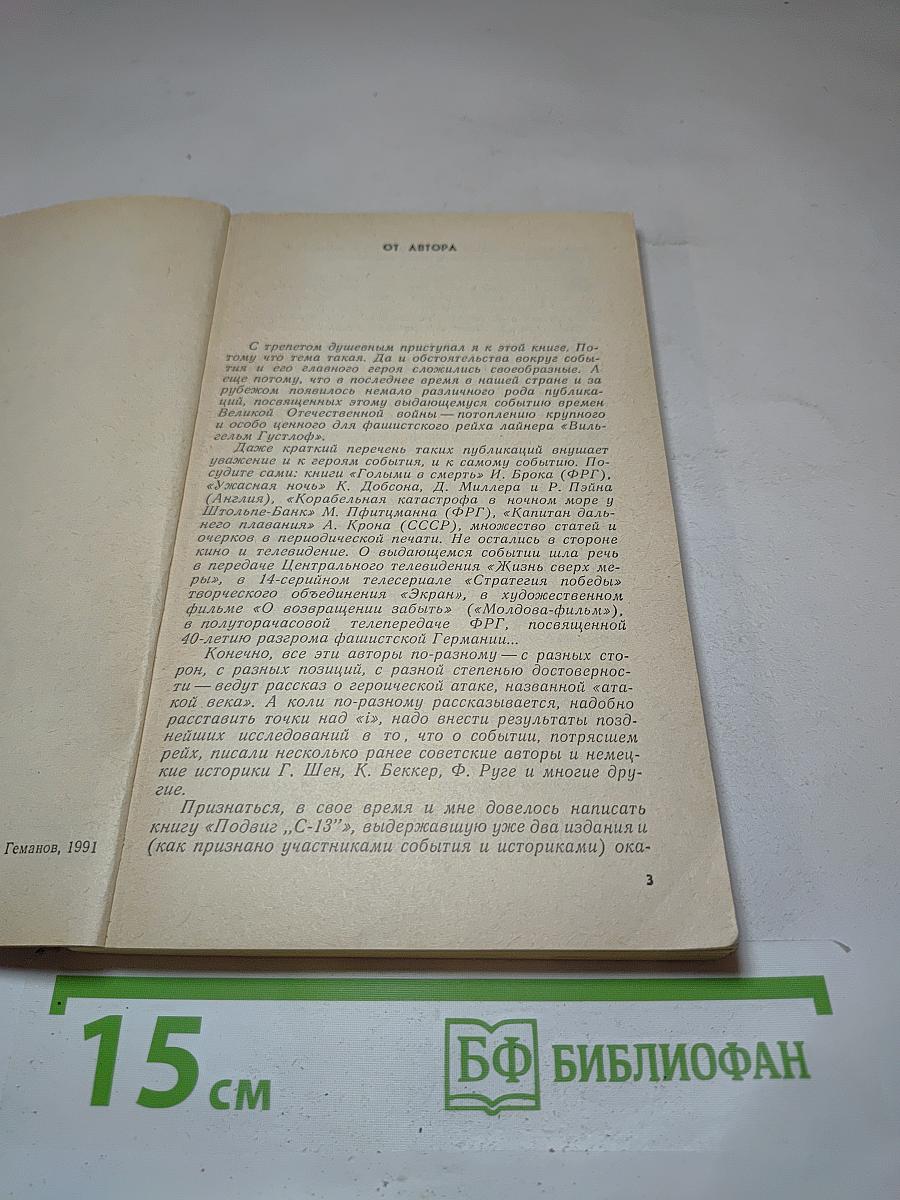 ОТ АВТОРА
С трепетом душевным приступал я к этой книге. По-
тому что тема такая. Да и обстоятельства вокруг собы-
тия и его главного героя сложились своеобразные. А
еще потому, что в последнее время в нашей стране и за
рубежом появилось немало различного рода публика-
ций, посвященных этому выдающемуся событию времен
Великой Отечественной войны — потоплению крупного
и особо ценного для фашистского рейха лайнера «Виль-
гельм Густлоф».
Даже краткий перечень таких публикаций внушает
уважение и к героям события, и к самому событию. По-
судите сами: книги «Голыми в смерть» И. Брока (ФРГ),
«Ужасная ночь» К. Добсона, Д. Миллера и Р. Пэйна
(Англия), «Корабельная катастрофа в ночном море у
Штольпе-Банк» М. Пфитцманна (ФРГ), «Капитан даль-
него плавания» А. Крона (СССР), множество статей и
очерков в периодической печати. Не остались в стороне
кино и телевидение. О выдающемся событии шла речь
в передаче Центрального телевидения «Жизнь сверх ме-
ры», в 14-серийном телесериале «Стратегия победы»
творческого объединения «Экран», в художественном
фильме «О возвращении забыть» («Молдова-фильм»),
в полуторачасовой телепередаче ФРГ, посвященной
40-летию разгрома фашистской Германии...
Конечно, все эти авторы по-разному — с разных сто-
рон, с разных позиций, с разной степенью достовернос-
ти — ведут рассказ о героической атаке, названной «ата-
кой века». А коли по-разному рассказывается, надобно
расставить точки над «i», надо внести результаты позд-
нейших исследований в то, что о событии, потрясшем
рейх, писали несколько ранее советские авторы и немец-
кие историки Г. Шен, К. Беккер, Ф. Руге и многие дру-
гие.
Признаться, в свое время и мне довелось написать
книгу «Подвиг „С-13”», выдержавшую уже два издания и
(как признано участниками события и историками) ока-
3
Геманов, 1991
15 см
БФ БИБЛИОФАН